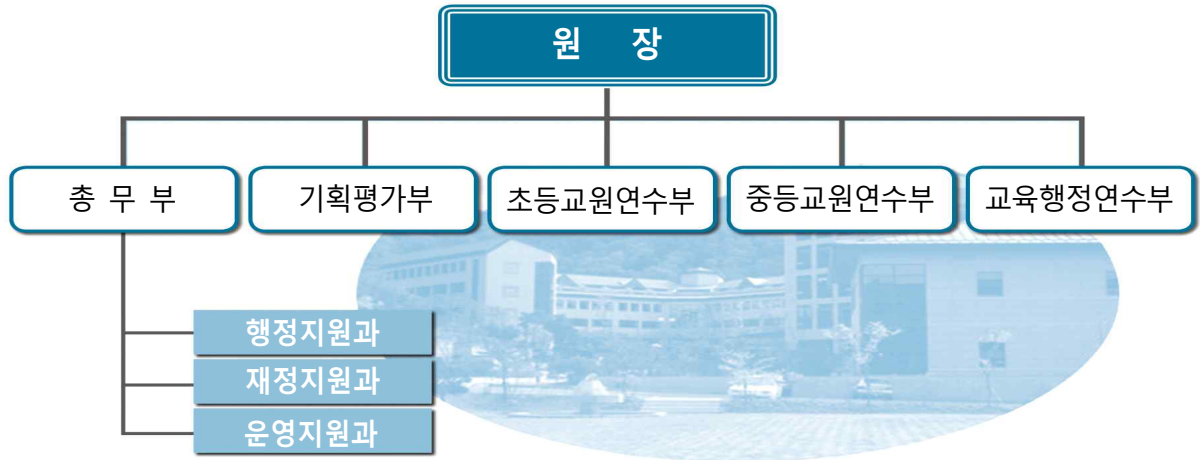 원 장
총 무 부
기획평가부
초등교원연수부
중등교원연수부
교육행정연수부
행정지원과
재정지원과
운영지원과